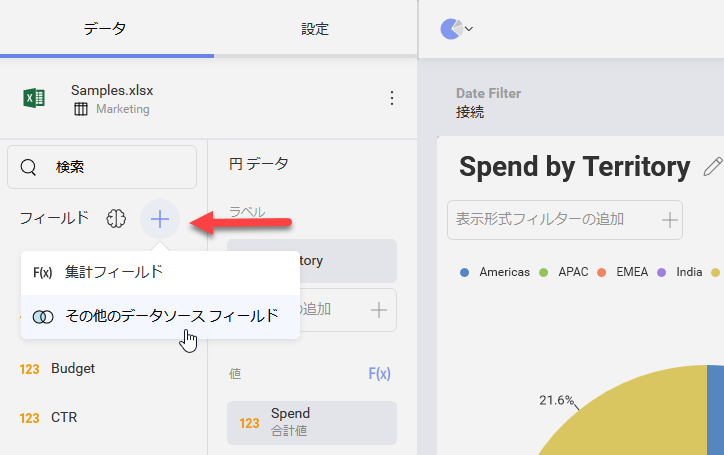 データ
設定
Samples.xlsx
Marketing
検索
フィールド
F(x) 集計フィールド
その他のデータソース フィールド
123 Budget
123 CTR
円 データ
ラベル
tory
の追加
値 F(x)
123 Spend
合計値
Date Filter
接続
Spend by Territory
表示形式フィルターの追加
Americas APAC EMEA India
21.6%